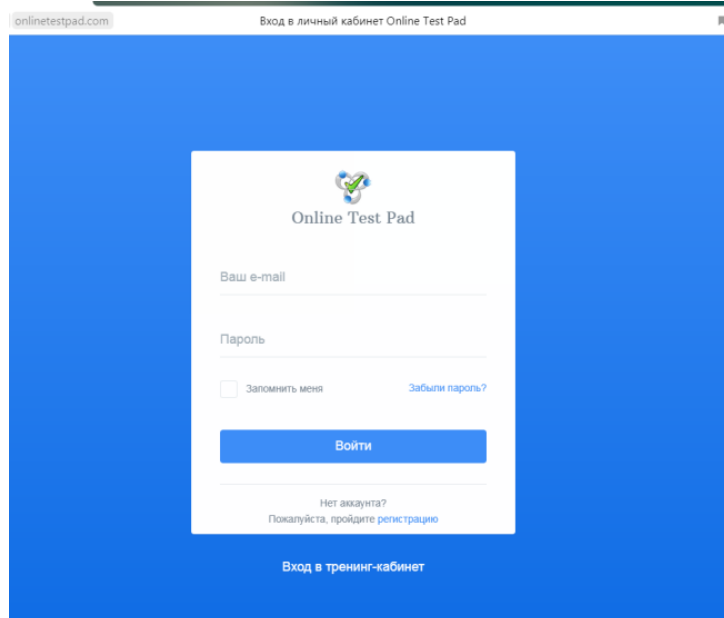 onlinetestpad.com Вход в личный кабинет Online Test Pad
Online Test Pad
Ваш e-mail
Пароль
Запомнить меня Забыли пароль?
Войти
Нет аккаунта?
Пожалуйста, пройдите регистрацию
Вход в тренинг-кабинет